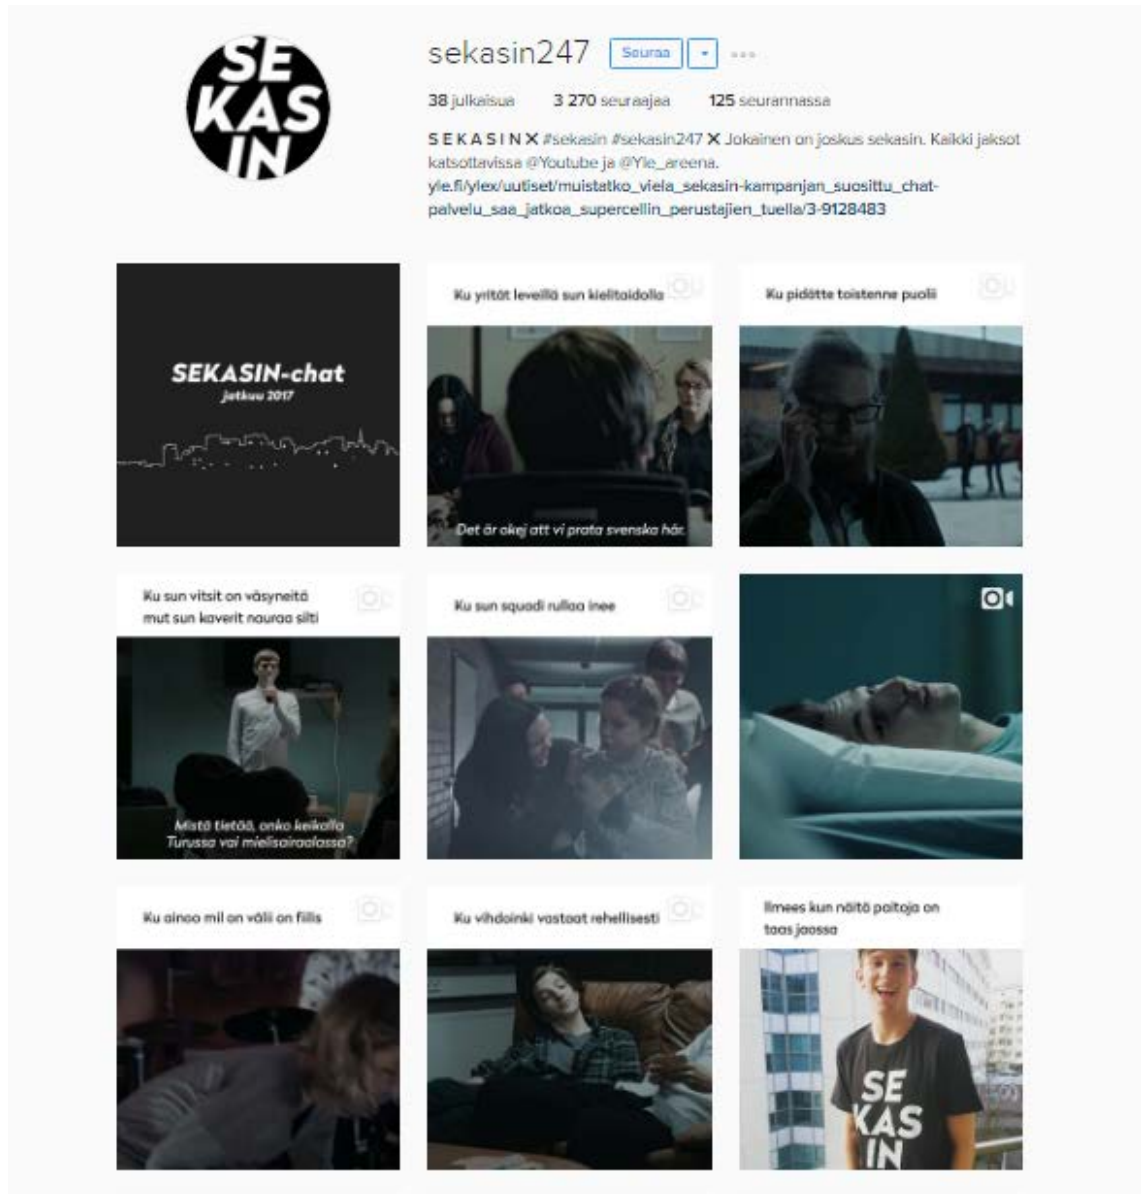 SE
KAS
IN
sekasin247 Seuraa
38 julkaisua 3 270 seuraajaa 125 seurannassa
S E K A S I N ✕ #sekasin #sekasin247 ✕ Jokainen on joskus sekasin. Kaikki jaksot
katsottavissa @Youtube ja @Yle_areena.
yle.fi/ylex/uutiset/muistatko_viela_sekasin-kampanjan_suosittu_chat-
palvelu_saa_jatkoa_supercellin_perustajien_tuella/3-9128483
SEKASIN-chat
jatkuu 2017
Ku yrität leveillä sun kielitaidolla
Det är okej att vi prata svenska här.
Ku pidätte toistenne puolii
Ku sun vitsit on väsyneitä
mut sun kaverit nauraa silti
Mistä tietää, onko keikalla
Turussa vai mielisairaalassa?
Ku sun squadi rullaa inee
Ku ainoo mil on välii on fiilis
Ku vihdoinki vastaat rehellisesti
Ilmees kun näitä paitoja on
taas jaossa
SE
KAS
IN